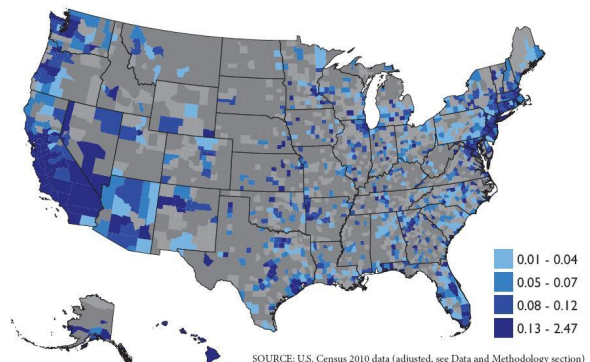 0.01 - 0.04
0.05 - 0.07
0.08 - 0.12
0.13 - 2.47
SOURCE: U.S. Census 2010 data (adjusted, see Data and Methodology section)